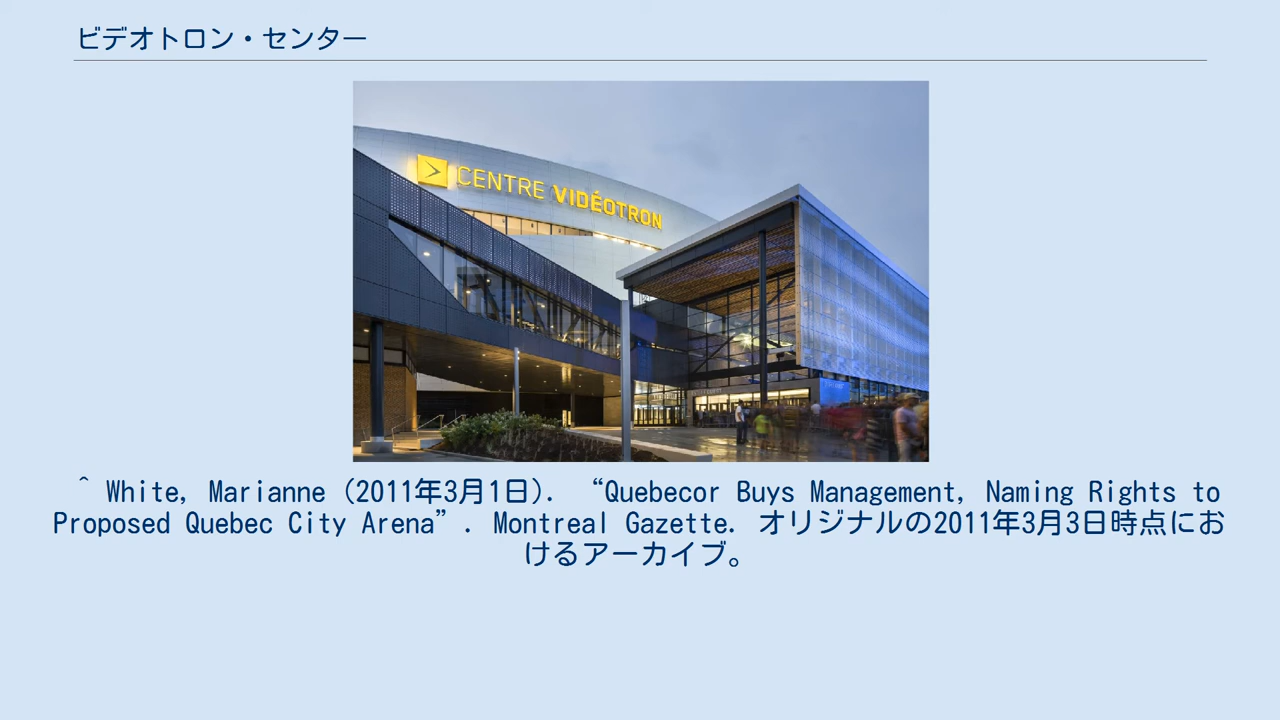 ビデオトロン・センター
CENTRE VIDÉOTRON
^ White, Marianne (2011年3月1日). “Quebecor Buys Management, Naming Rights to
Proposed Quebec City Arena”. Montreal Gazette. オリジナルの2011年3月3日時点にお
けるアーカイブ。